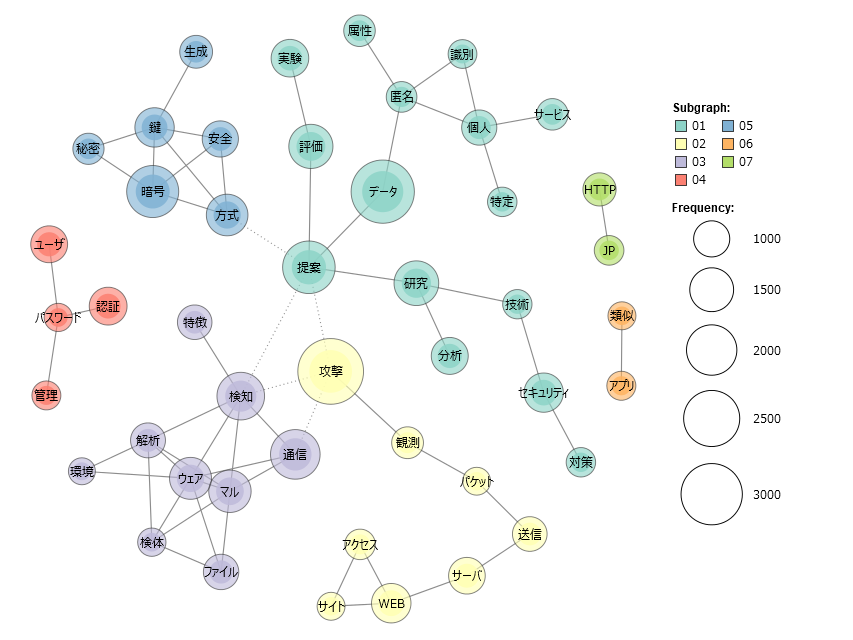 属性
生成
実験
識別
匿名
サービス
鍵
個人
秘密
安全
評価
暗号
データ
特定
方式
HTTP
ユーザ
JP
提案
研究
認証
技術
パスワード
特徴
類似
分析
攻撃
管理
検知
セキュリティ
アプリ
解析
観測
通信
対策
環境
ウェア
マル
パケット
検体
送信
アクセス
ファイル
サーバ
サイト
WEB
Subgraph:
01 05
02 06
03 07
04
Frequency:
1000
1500
2000
2500
3000